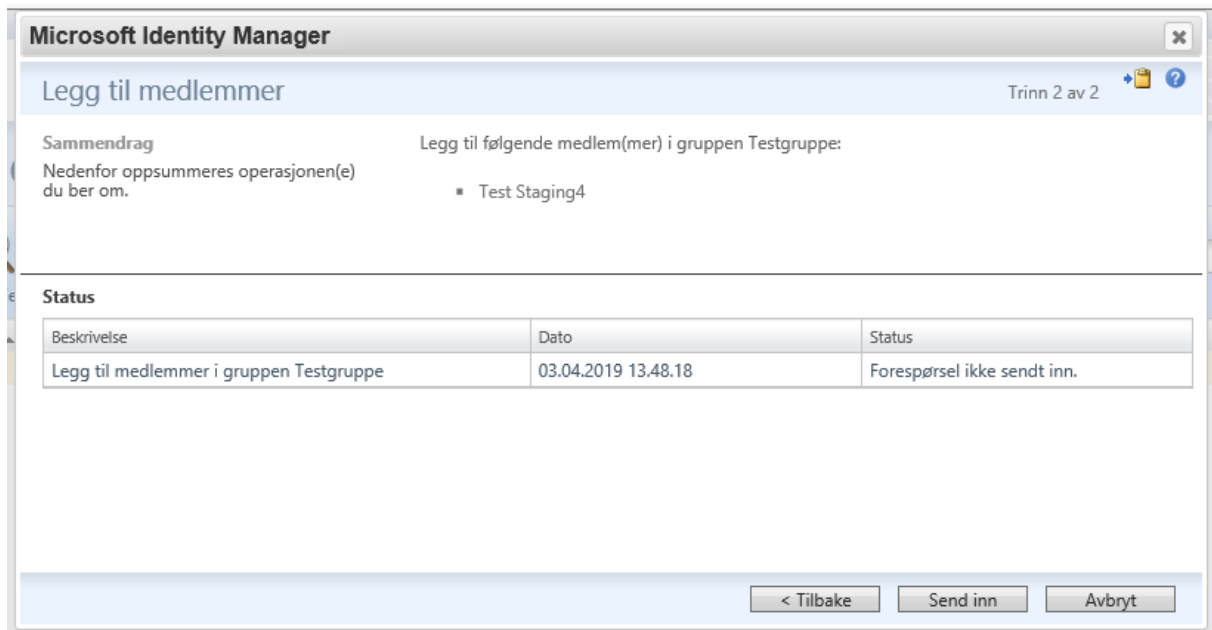 Microsoft Identity Manager
Legg til medlemmer
Trinn 2 av 2
Sammendrag
Nedenfor oppsummeres operasjonen(e)
du ber om.
Legg til følgende medlem(mer) i gruppen Testgruppe:
Test Staging4
Status
Beskrivelse Dato Status
Legg til medlemmer i gruppen Testgruppe 03.04.2019 13.48.18 Forespørsel ikke sendt inn.
< Tilbake Send inn Avbryt